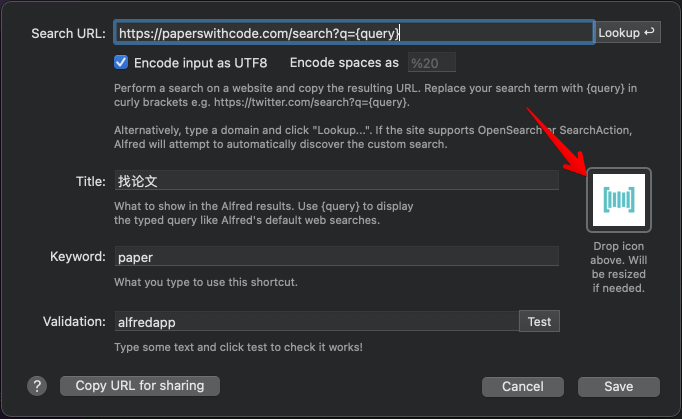 Search URL: https://paperswithcode.com/search?q={query} Lookup ↩
Encode input as UTF8 Encode spaces as %20
Perform a search on a website and copy the resulting URL. Replace your search term with {query} in
curly brackets e.g. https://twitter.com/search?q={query}.
Alternatively, type a domain and click "Lookup...". If the site supports OpenSearch or SearchAction,
Alfred will attempt to automatically discover the custom search.
Title: 找论文
What to show in the Alfred results. Use {query} to display
the typed query like Alfred's default web searches.
Drop icon
above. Will
be resized
if needed.
Keyword: paper
What you type to use this shortcut.
Validation: alfredapp Test
Type some text and click test to check it works!
? Copy URL for sharing Cancel Save